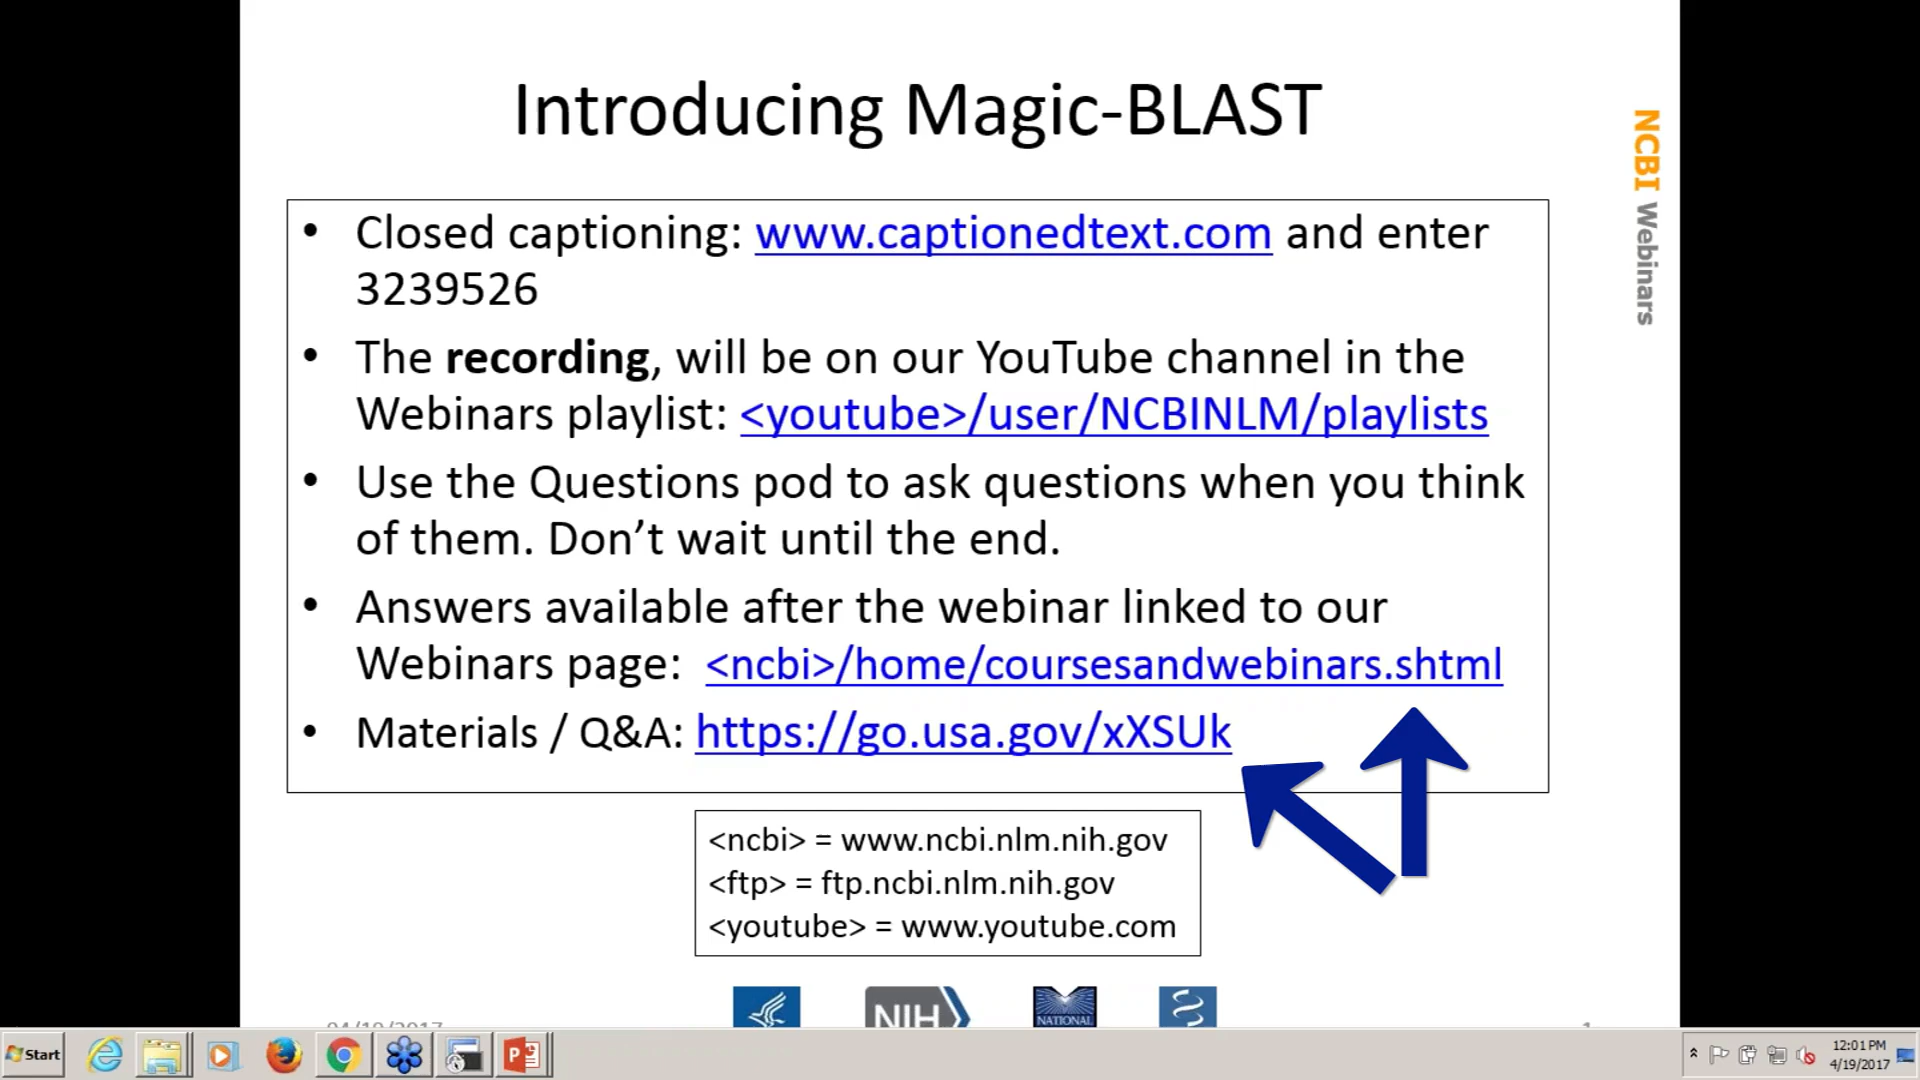 Introducing Magic-BLAST
NCBI Webinars
• Closed captioning: www.captionedtext.com and enter
3239526
• The recording, will be on our YouTube channel in the
Webinars playlist: <youtube>/user/NCBINLM/playlists
• Use the Questions pod to ask questions when you think
of them. Don’t wait until the end.
• Answers available after the webinar linked to our
Webinars page: <ncbi>/home/coursesandwebinars.shtml
• Materials / Q&A: https://go.usa.gov/xXSUk
<ncbi> = www.ncbi.nlm.nih.gov
<ftp> = ftp.ncbi.nlm.nih.gov
<youtube> = www.youtube.com
NIH
NATIONAL
04/19/2017
Start
12:01 PM
4/19/2017